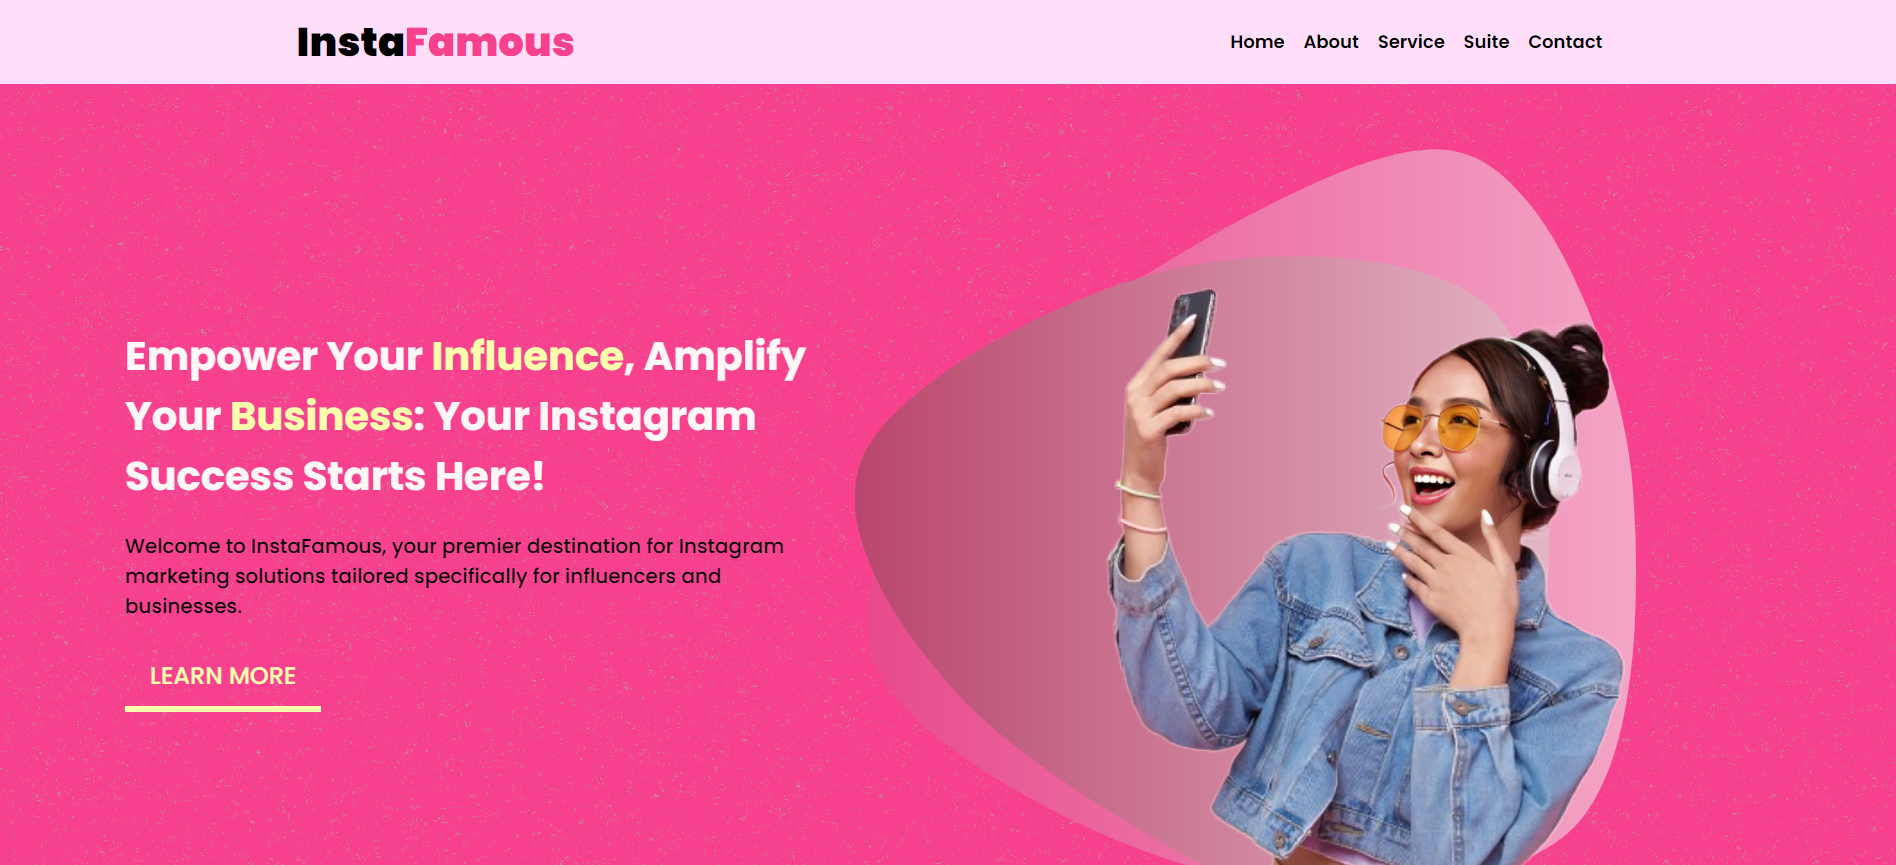 InstaFamous
Home About Service Suite Contact
Empower Your Influence, Amplify
Your Business: Your Instagram
Success Starts Here!
Welcome to InstaFamous, your premier destination for Instagram
marketing solutions tailored specifically for influencers and
businesses.
LEARN MORE